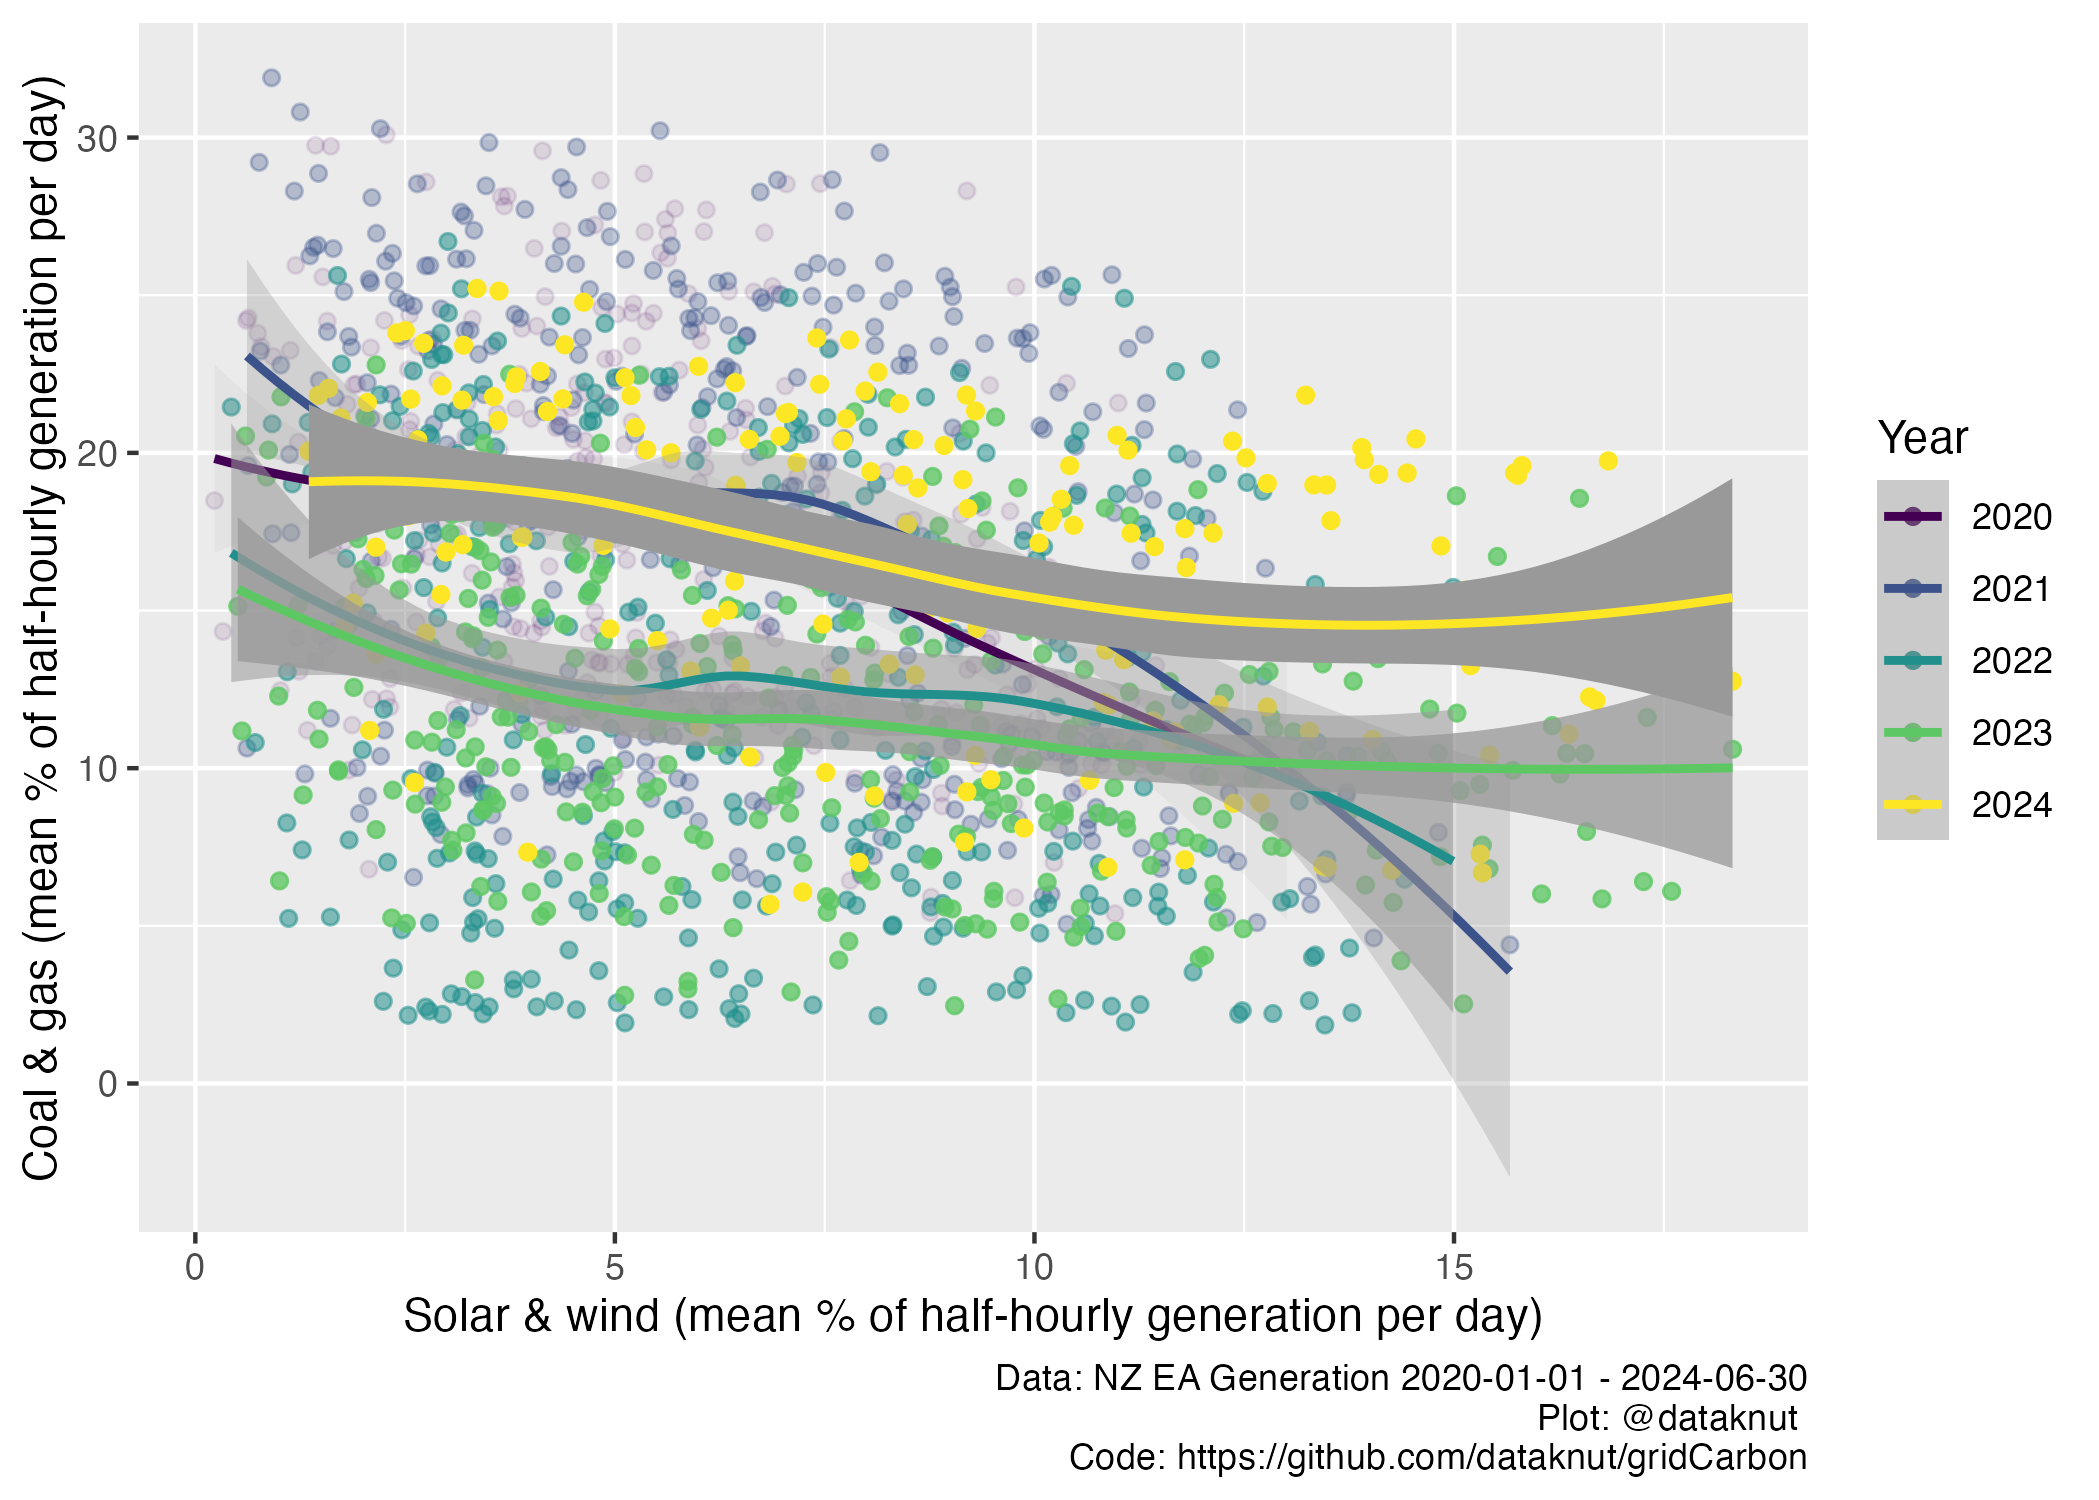 Coal & gas (mean % of half-hourly generation per day)
30
20
10
0
0
5
10
15
Solar & wind (mean % of half-hourly generation per day)
Year
2020
2021
2022
2023
2024
Data: NZ EA Generation 2020-01-01 - 2024-06-30
Plot: @dataknut
Code: https://github.com/dataknut/gridCarbon